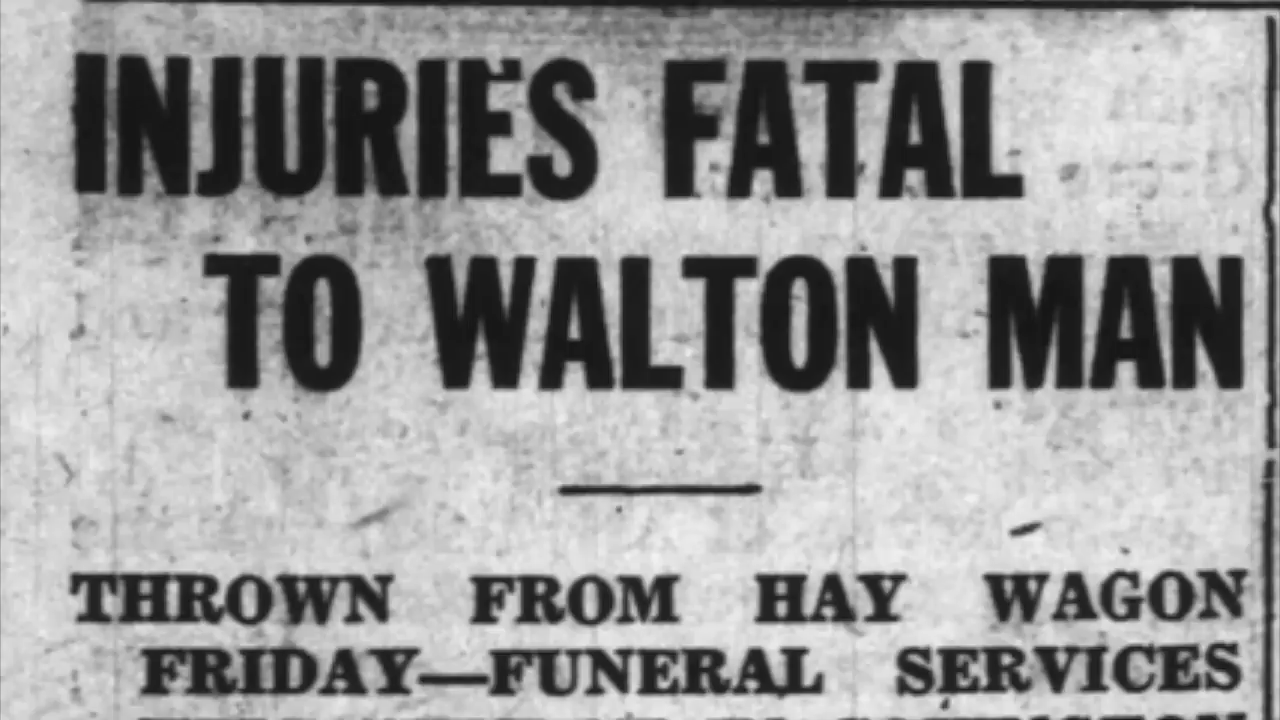 INJURIES FATAL
TO WALTON MAN
THROWN FROM HAY WAGON
FRIDAY—FUNERAL SERVICES